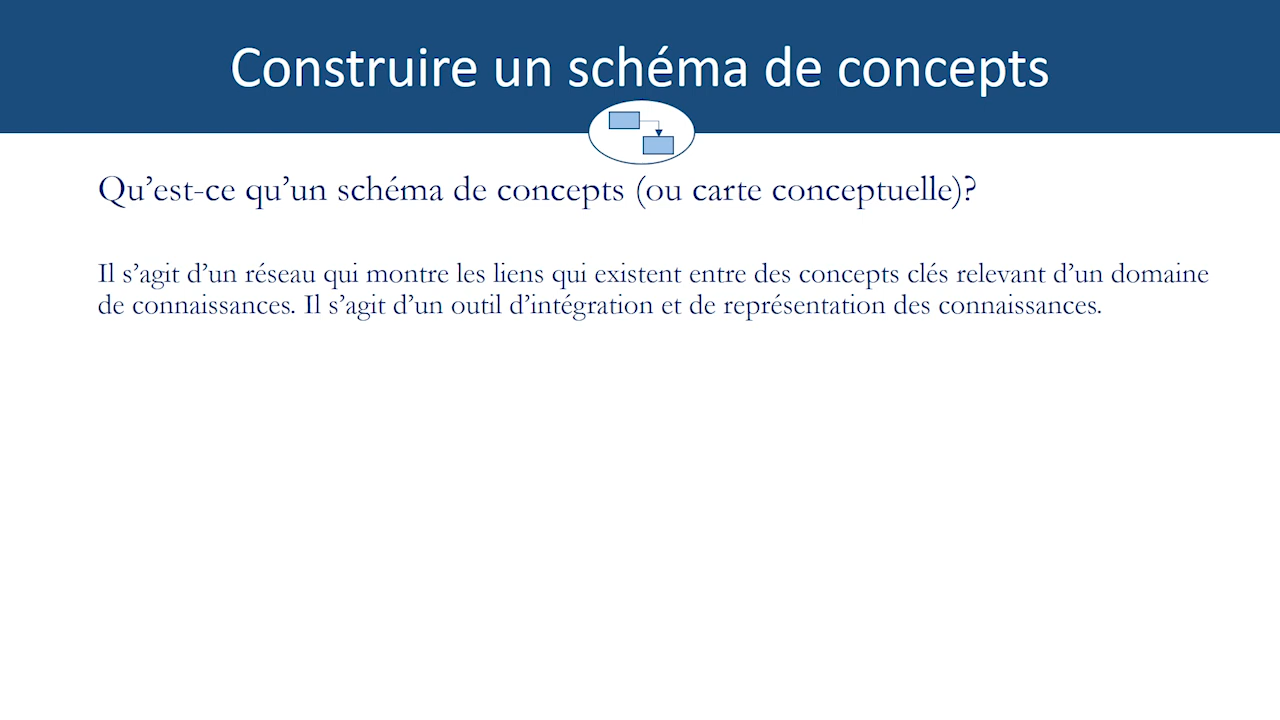 Construire un schéma de concepts
Qu’est-ce qu’un schéma de concepts (ou carte conceptuelle)?
Il s’agit d’un réseau qui montre les liens qui existent entre des concepts clés relevant d’un domaine
de connaissances. Il s’agit d’un outil d’intégration et de représentation des connaissances.